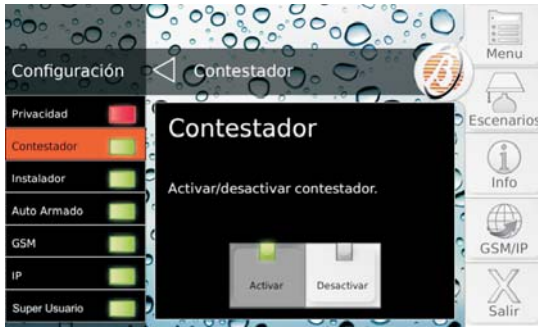 Configuración
Contestador
Privacidad
Contestador
Instalador
Auto Armado
GSM
IP
Super Usuario
Contestador
Activar/desactivar contestador.
Activar
Desactivar
Menu
Escenarios
Info
GSM/IP
Salir